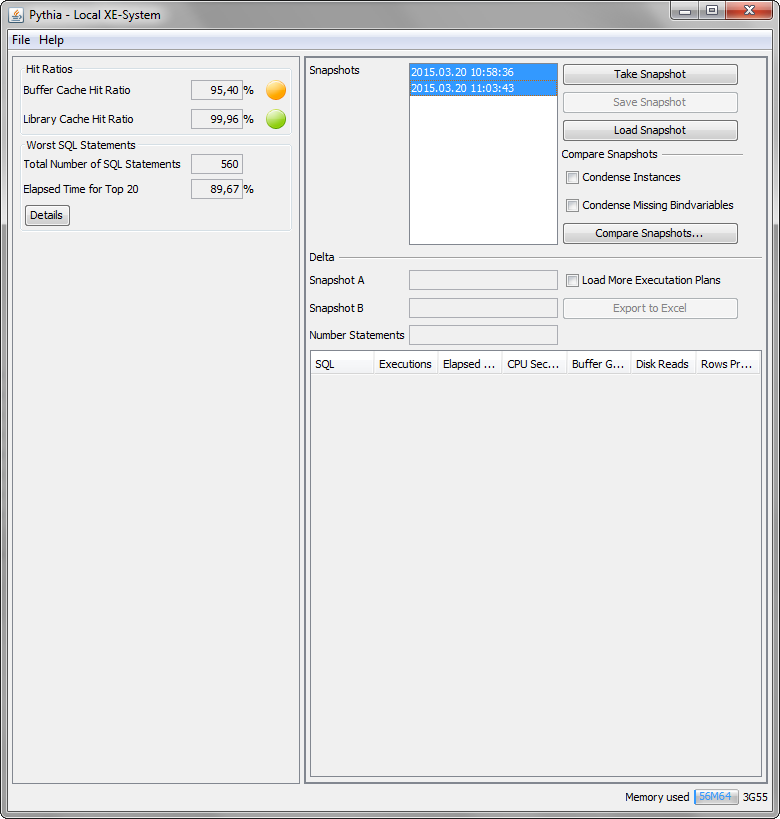 Pythia - Local XE-System
File Help
Hit Ratios
Buffer Cache Hit Ratio 95,40 %
Library Cache Hit Ratio 99,96 %
Worst SQL Statements
Total Number of SQL Statements 560
Elapsed Time for Top 20 89,67 %
Details
Snapshots
2015.03.20 10:58:36
2015.03.20 11:03:43
Take Snapshot
Save Snapshot
Load Snapshot
Compare Snapshots
Condense Instances
Condense Missing Bindvariables
Compare Snapshots...
Delta
Snapshot A
Load More Execution Plans
Snapshot B
Export to Excel
Number Statements
SQL Executions Elapsed ... CPU Sec... Buffer G... Disk Reads Rows Pr...
Memory used 56M64 3G55